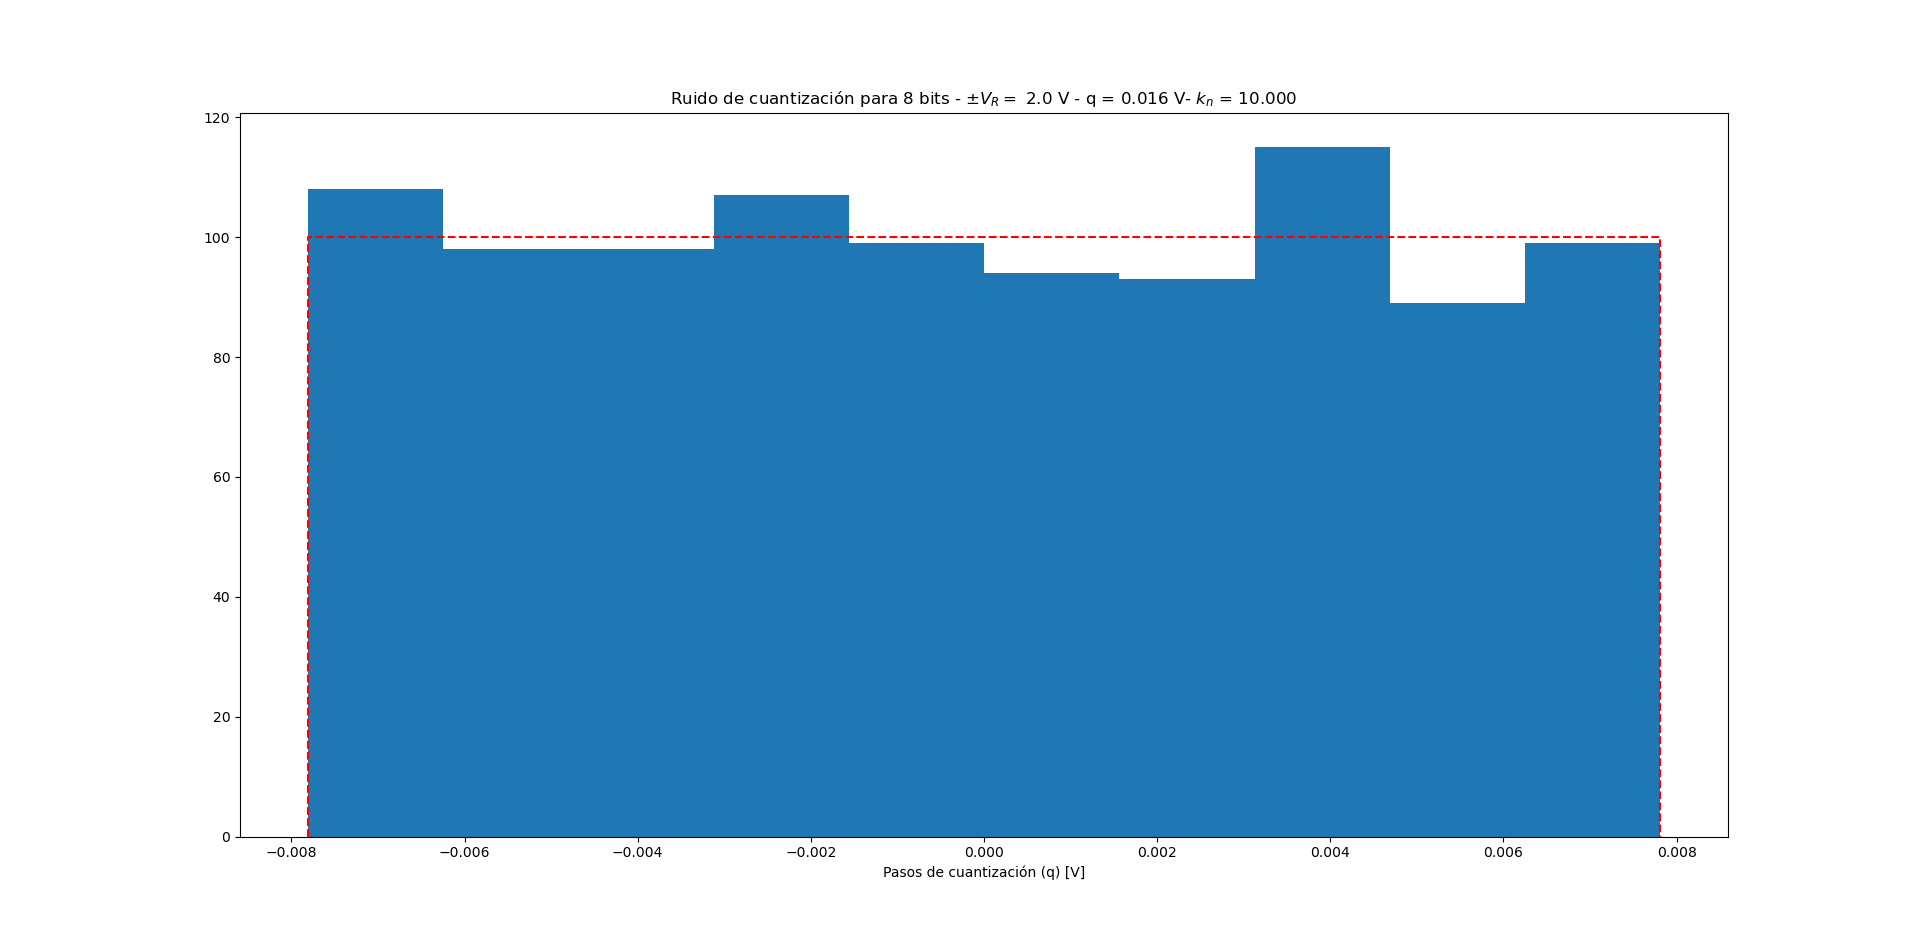 Ruido de cuantización para 8 bits - ±V_R = 2.0 V - q = 0.016 V- k_n = 10.000
120
100
80
60
40
20
0
−0.008 −0.006 −0.004 −0.002 0.000 0.002 0.004 0.006 0.008
Pasos de cuantización (q) [V]